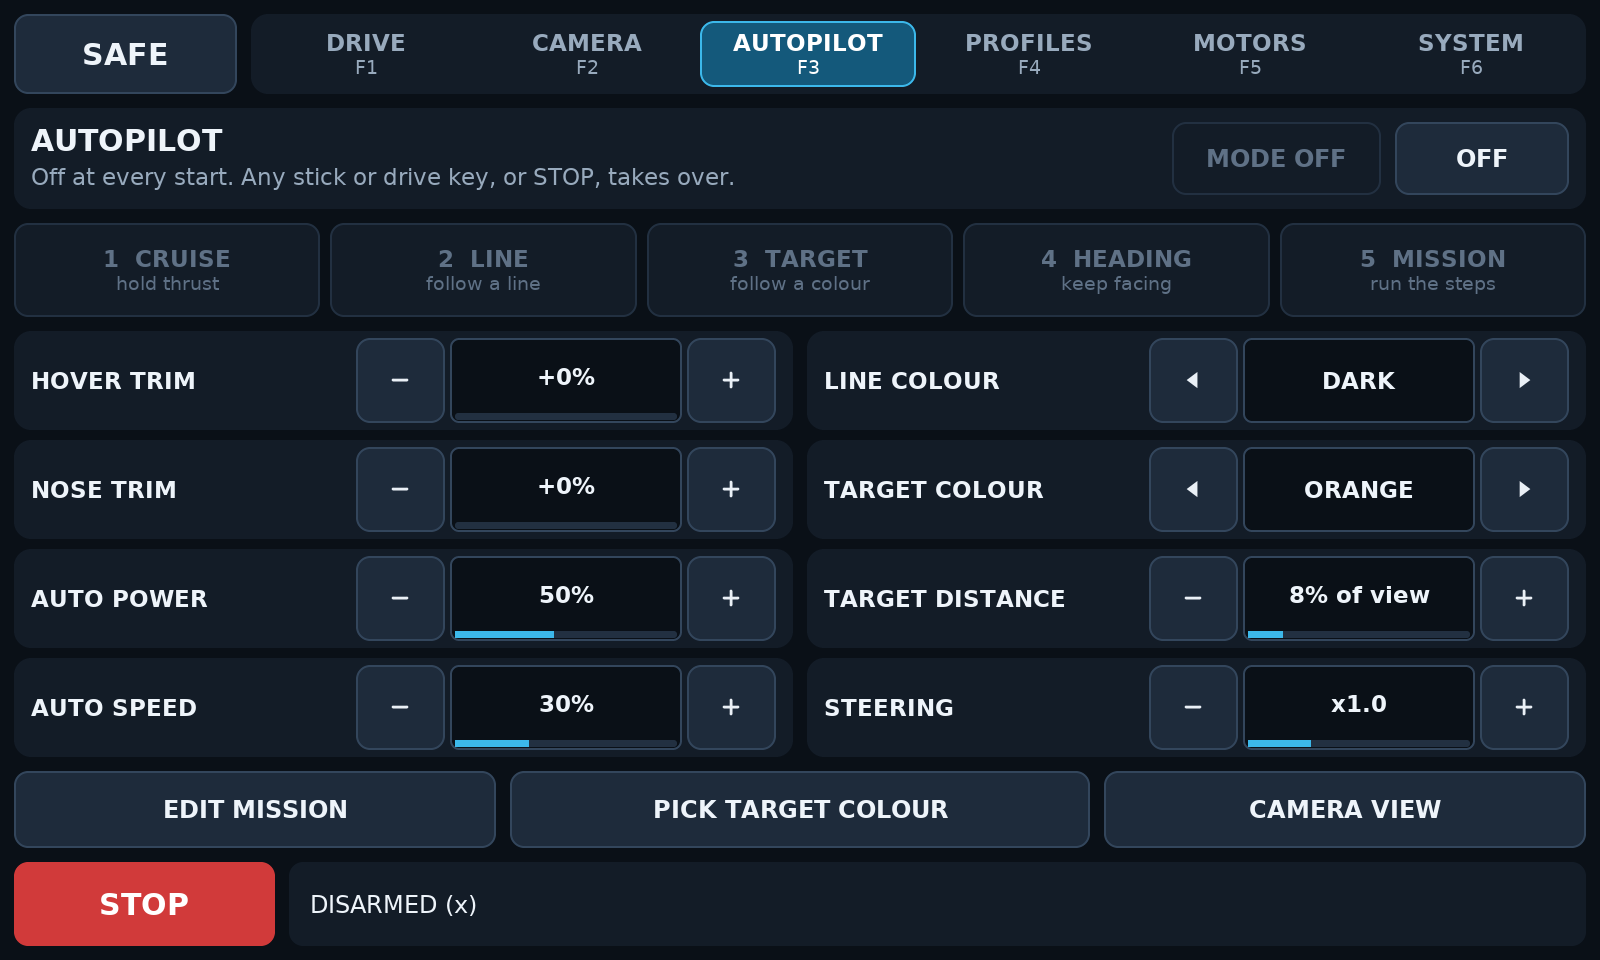 SAFE
DRIVE
F1
CAMERA
F2
AUTOPILOT
F3
PROFILES
F4
MOTORS
F5
SYSTEM
F6
AUTOPILOT
Off at every start. Any stick or drive key, or STOP, takes over.
MODE OFF
OFF
1 CRUISE
hold thrust
2 LINE
follow a line
3 TARGET
follow a colour
4 HEADING
keep facing
5 MISSION
run the steps
HOVER TRIM
−
+0%
+
LINE COLOUR
DARK
NOSE TRIM
−
+0%
+
TARGET COLOUR
ORANGE
AUTO POWER
−
50%
+
TARGET DISTANCE
−
8% of view
+
AUTO SPEED
−
30%
+
STEERING
−
x1.0
+
EDIT MISSION
PICK TARGET COLOUR
CAMERA VIEW
STOP
DISARMED (x)